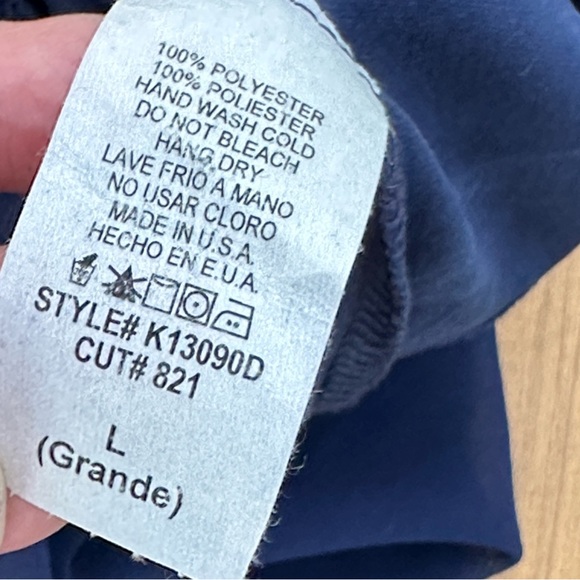 100% POLYESTER
100% POLIESTER
HAND WASH COLD
DO NOT BLEACH
HANG DRY
LAVE FRIO A MANO
NO USAR CLORO
MADE IN U.S.A.
HECHO EN E.U.A.
STYLE# K13090D
CUT# 821
L
(Grande)